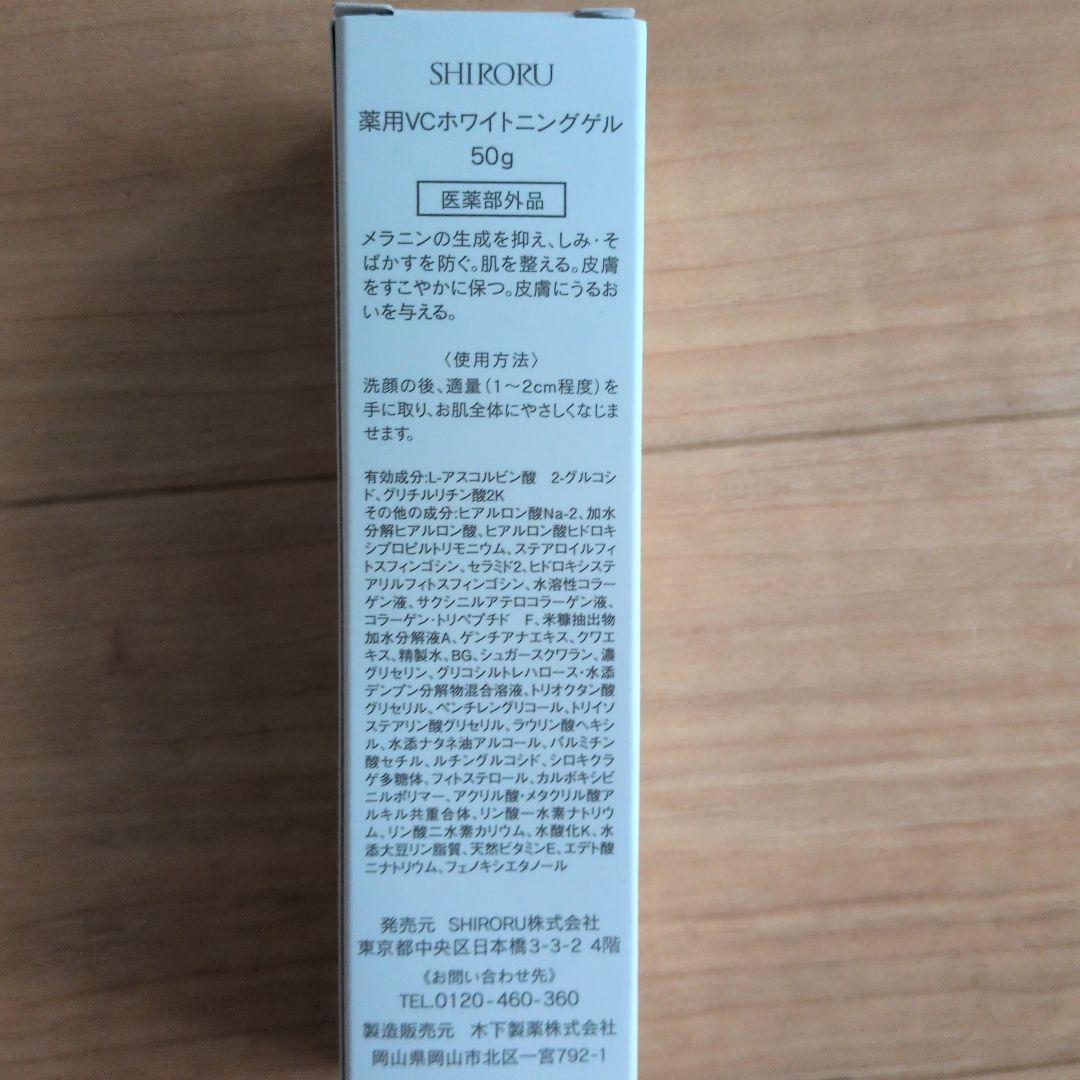 SHIRORU
薬用VCホワイトニングゲル
50g
医薬部外品
メラニンの生成を抑え、しみ・そ
ばかすを防ぐ。肌を整える。皮膚
をすこやかに保つ。皮膚にうるお
いを与える。
〈使用方法〉
洗顔の後、適量(1〜2cm程度)を
手に取り、お肌全体にやさしくなじま
せます。
有効成分:L-アスコルビン酸 2-グルコシ
ド、グリチルリチン酸2K
その他の成分:ヒアルロン酸Na-2、加水
分解ヒアルロン酸、ヒアルロン酸ヒドロキ
シプロピルトリモニウム、ステアロイルフィ
トスフィンゴシン、セラミド2、ヒドロキシステ
アリルフィトスフィンゴシン、水溶性コラー
ゲン液、サクシニルアテロコラーゲン液、
コラーゲン・トリペプチド F、米糠抽出物
加水分解液A、ゲンチアナエキス、クワエ
キス、精製水、BG、シュガースクワラン、濃
グリセリン、グリコシルトレハロース・水添
デンプン分解物混合溶液、トリオクタン酸
グリセリル、ペンチレングリコール、トリイソ
ステアリン酸グリセリル、ラウリン酸ヘキシ
ル、水添ナタネ油アルコール、パルミチン
酸セチル、ルチングルコシド、シロキクラ
ゲ多糖体、フィトステロール、カルボキシビ
ニルポリマー、アクリル酸・メタクリル酸ア
ルキル共重合体、リン酸一水素ナトリウ
ム、リン酸二水素カリウム、水酸化K、水
添大豆リン脂質、天然ビタミンE、エデト酸
ニナトリウム、フェノキシエタノール
発売元 SHIRORU株式会社
東京都中央区日本橋3-3-2 4階
《お問い合わせ先》
TEL.0120-460-360
製造販売元 木下製薬株式会社
岡山県岡山市北区一宮792-1